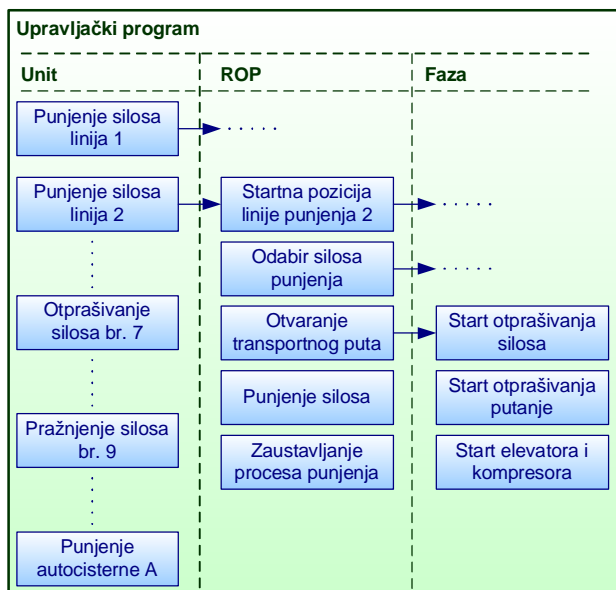 Upravljački program
Unit
ROP
Faza
Punjenje silosa
linija 1
Punjenje silosa
linija 2
Startna pozicija
linije punjenja 2
Odabir silosa
punjenja
Otprašivanje
silosa br. 7
Otvaranje
transportnog puta
Start otprašivanja
silosa
Punjenje silosa
Start otprašivanja
putanje
Pražnjenje silosa
br. 9
Zaustavljanje
procesa punjenja
Start elevatora i
kompresora
Punjenje
autocisterne A